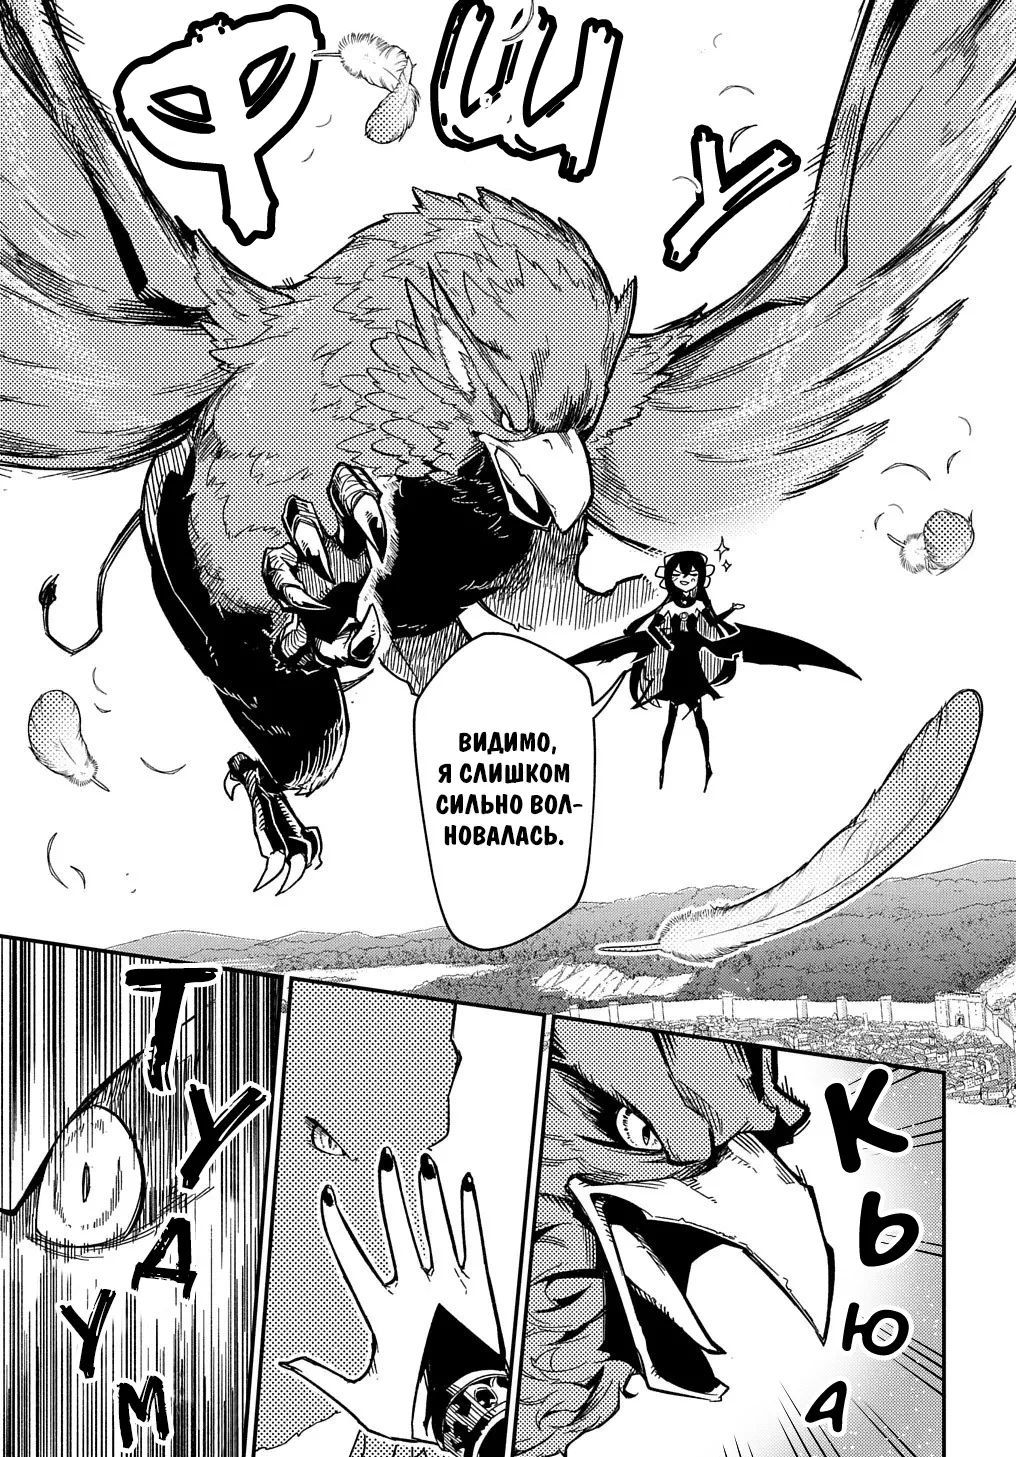 ФШУ
ВИДИМО,
Я СЛИШКОМ
СИЛЬНО ВОЛ-
НОВАЛАСЬ.
КЬЮА
ТУДУМ